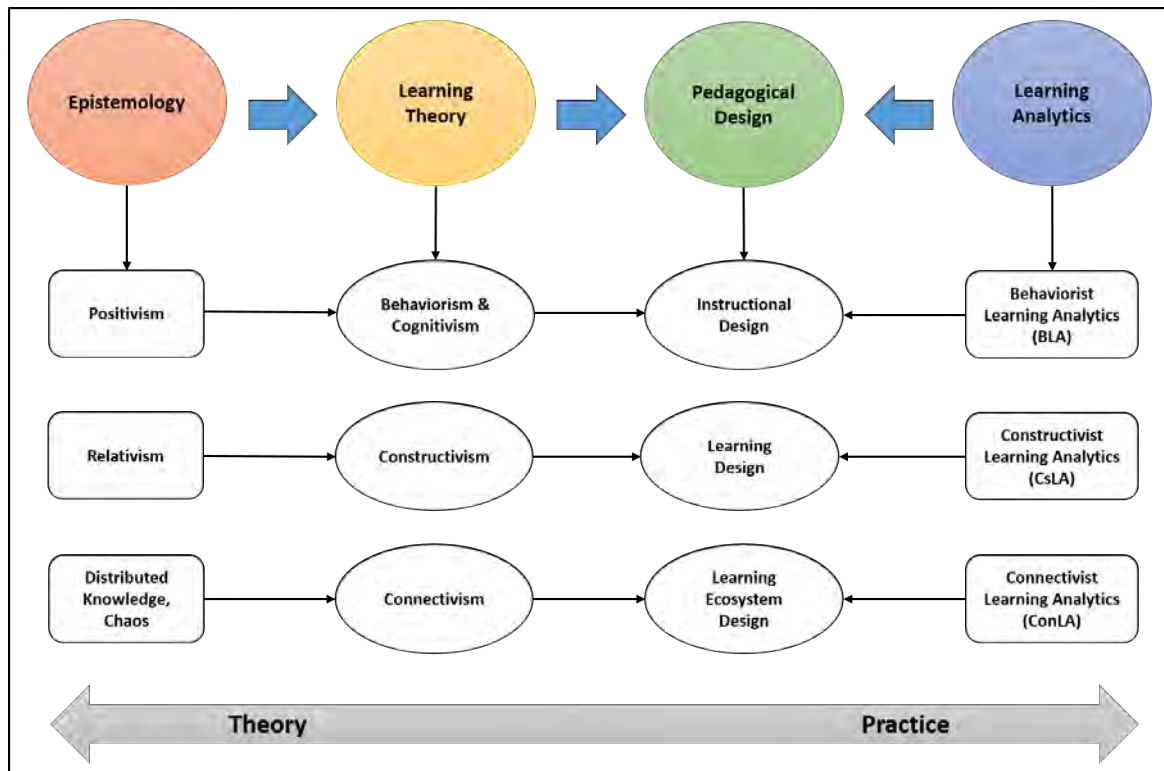 Epistemology
Learning
Theory
Pedagogical
Design
Learning
Analytics
Positivism
Behaviorism &
Cognitivism
Instructional
Design
Behaviorist
Learning Analytics
(BLA)
Relativism
Constructivism
Learning
Design
Constructivist
Learning Analytics
(CsLA)
Distributed
Knowledge,
Chaos
Connectivism
Learning
Ecosystem
Design
Connectivist
Learning Analytics
(ConLA)
Theory
Practice